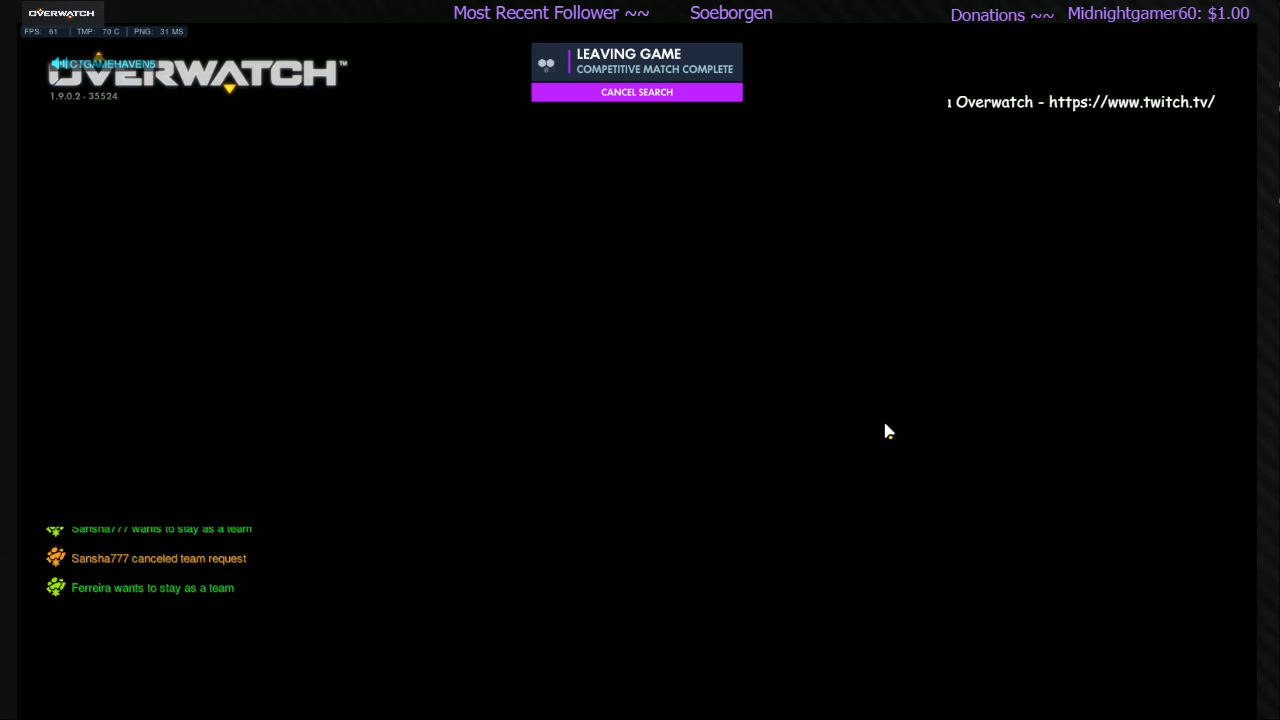 OVERWATCH
Most Recent Follower ~~ Soeborgen
Donations ~~ Midnightgamer60: $1.00
FPS: 61 | TMP: 70 C | PNG: 31 MS
CTGAMEHAVEN5
OVERWATCH™
1.9.0.2 - 35524
LEAVING GAME
COMPETITIVE MATCH COMPLETE
CANCEL SEARCH
Overwatch - https://www.twitch.tv/
Sansha777 wants to stay as a team
Sansha777 canceled team request
Ferreira wants to stay as a team